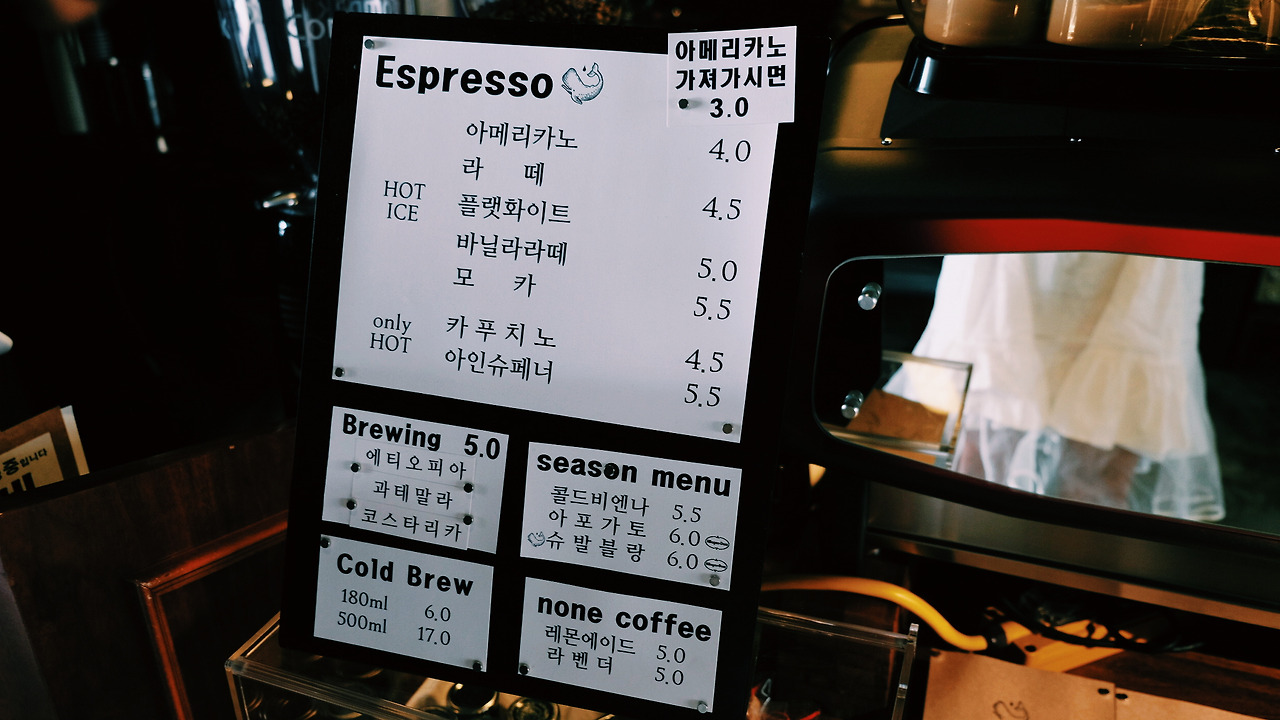 Espresso
아메리카노
가져가시면
3.0
아메리카노 4.0
라 떼
HOT
ICE
플랫화이트 4.5
바닐라라떼 5.0
모 카 5.5
only
HOT
카푸치노 4.5
아인슈페너 5.5
Brewing 5.0
에티오피아
과테말라
코스타리카
season menu
콜드비엔나 5.5
아포가토 6.0
슈발블랑 6.0
Cold Brew
180ml 6.0
500ml 17.0
none coffee
레몬에이드 5.0
라벤더 5.0
중입니다